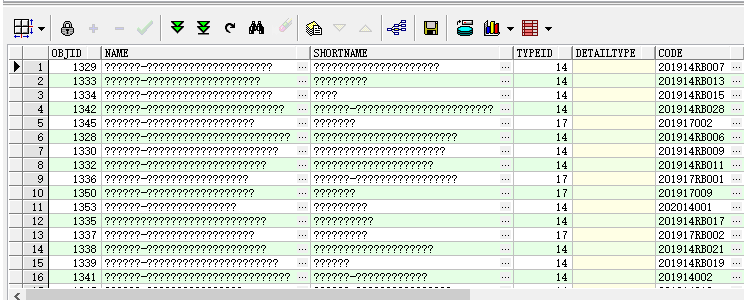 OBJID NAME SHORTNAME TYPEID DETAILTYPE CODE
1 1329 ??????-???????????????????? ··· ???????????????????? ··· 14 201914RB007 ···
2 1333 ??????-?????????????????? ··· ????????? ··· 14 201914RB013 ···
3 1334 ??????-???????????????????? ··· ???? ··· 14 201914RB015 ···
4 1342 ??????-?????????????????????? ··· ??????-?????????????????????? ··· 14 201914RB028 ···
5 1345 ??????-????????????????? ··· ??????? ··· 17 201917002 ···
6 1328 ??????-??????????????????????? ··· ??????????????????????? ··· 14 201914RB006 ···
7 1330 ??????-????????????????????? ··· ????????????????????? ··· 14 201914RB009 ···
8 1332 ??????-??????????????????? ··· ??????????????????? ··· 14 201914RB011 ···
9 1336 ??????-???????????????? ··· ??????-???????????????? ··· 17 201917RB001 ···
10 1350 ??????-????????????????? ··· ??????? ··· 17 201917009 ···
11 1353 ??????-?????????????? ··· ????????? ··· 14 202014001 ···
12 1335 ??????-??????????????????? ··· ?????????? ··· 14 201914RB017 ···
13 1337 ??????-????????????? ··· ????????? ··· 17 201917RB002 ···
14 1338 ??????-??????????????????? ··· ??????????????????? ··· 14 201914RB021 ···
15 1339 ??????-????????????????????? ··· ?????? ··· 14 201914RB019 ···
16 1341 ??????-??????????????????????? ··· ??????-???????????? ··· 14 201914002 ···